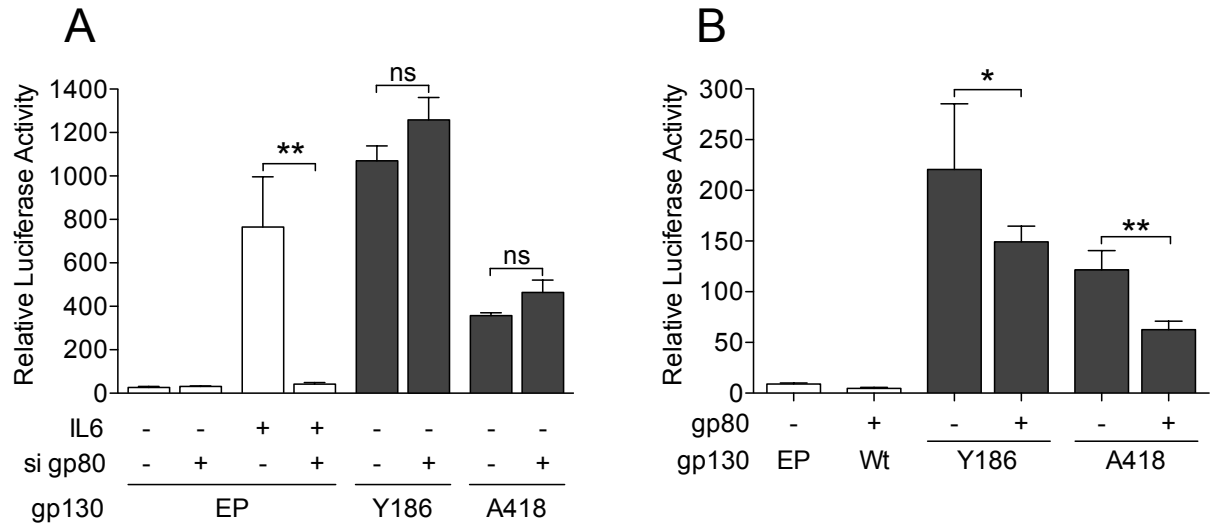 A
Relative Luciferase Activity
1400
1200
1000
800
600
400
200
0
**
ns
ns
IL6 - - + + - - - -
si gp80 - + - + - + - +
gp130 EP Y186 A418
B
Relative Luciferase Activity
300
250
200
150
100
50
0
*
**
gp80 - + - + - +
gp130 EP Wt Y186 A418